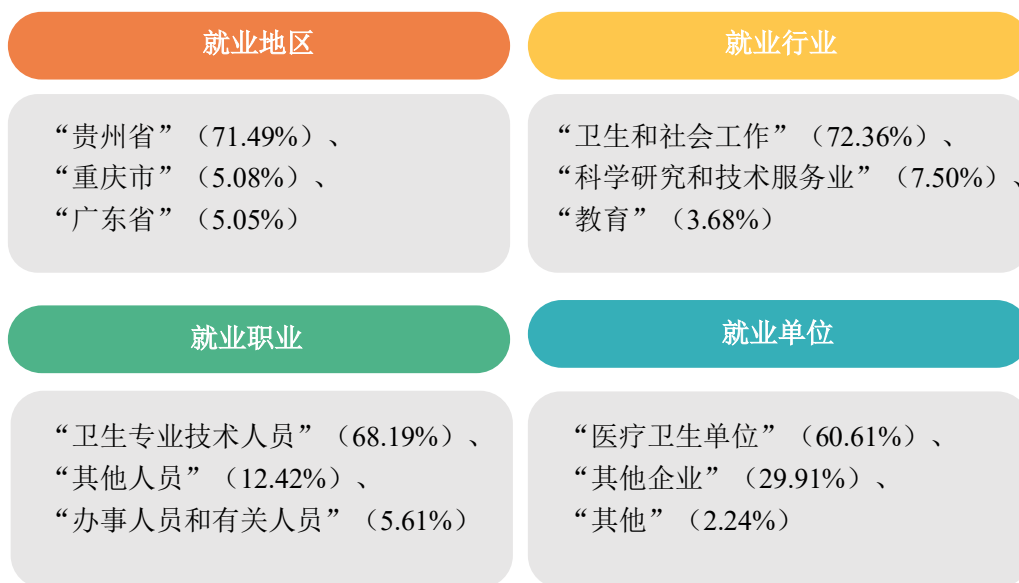 就业地区
“贵州省”（71.49%）、
“重庆市”（5.08%）、
“广东省”（5.05%）
就业行业
“卫生和社会工作”（72.36%）、
“科学研究和技术服务业”（7.50%）、
“教育”（3.68%）
就业职业
“卫生专业技术人员”（68.19%）、
“其他人员”（12.42%）、
“办事人员和有关人员”（5.61%）
就业单位
“医疗卫生单位”（60.61%）、
“其他企业”（29.91%）、
“其他”（2.24%）